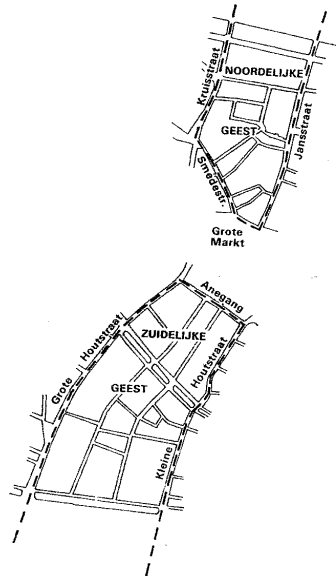 Kruisstraat
NOORDELIJKE
GEEST
Jansstraat
Smedestr.
Grote
Markt
Anegang
Grote Houtstraat
ZUIDELIJKE
GEEST
Kleine Houtstraat